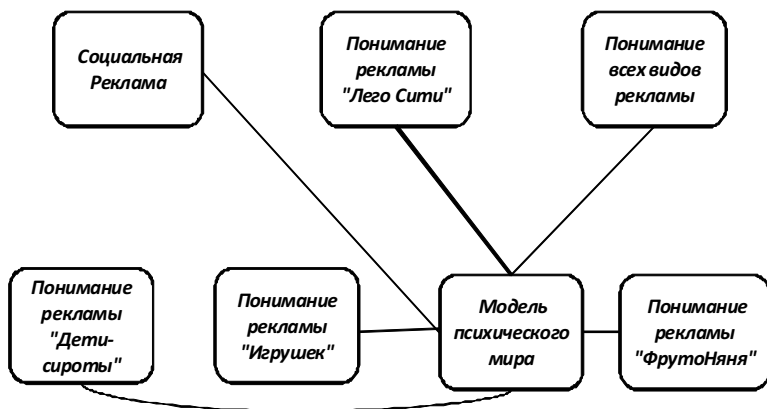 Социальная
Реклама
Понимание
рекламы
"Лего Сити"
Понимание
всех видов
рекламы
Понимание
рекламы
"Дети-
сироты"
Понимание
рекламы
"Игрушек"
Модель
психического
мира
Понимание
рекламы
"ФрутоНяня"